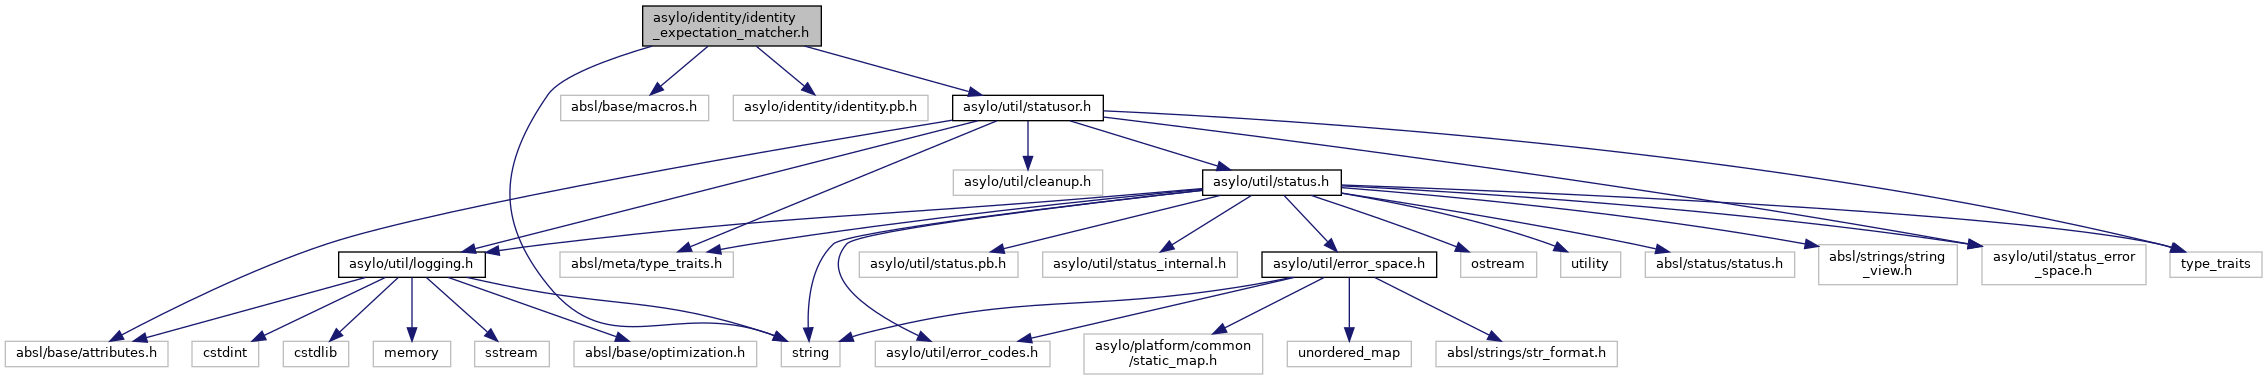 asylo/identity/identity
_expectation_matcher.h
absl/base/macros.h
asylo/identity/identity.pb.h
asylo/util/statusor.h
asylo/util/cleanup.h
asylo/util/status.h
asylo/util/logging.h
absl/meta/type_traits.h
asylo/util/status.pb.h
asylo/util/status_internal.h
asylo/util/error_space.h
ostream
utility
absl/status/status.h
absl/strings/string
_view.h
asylo/util/status_error
_space.h
type_traits
absl/base/attributes.h
cstdint
cstdlib
memory
sstream
absl/base/optimization.h
string
asylo/util/error_codes.h
asylo/platform/common
/static_map.h
unordered_map
absl/strings/str_format.h